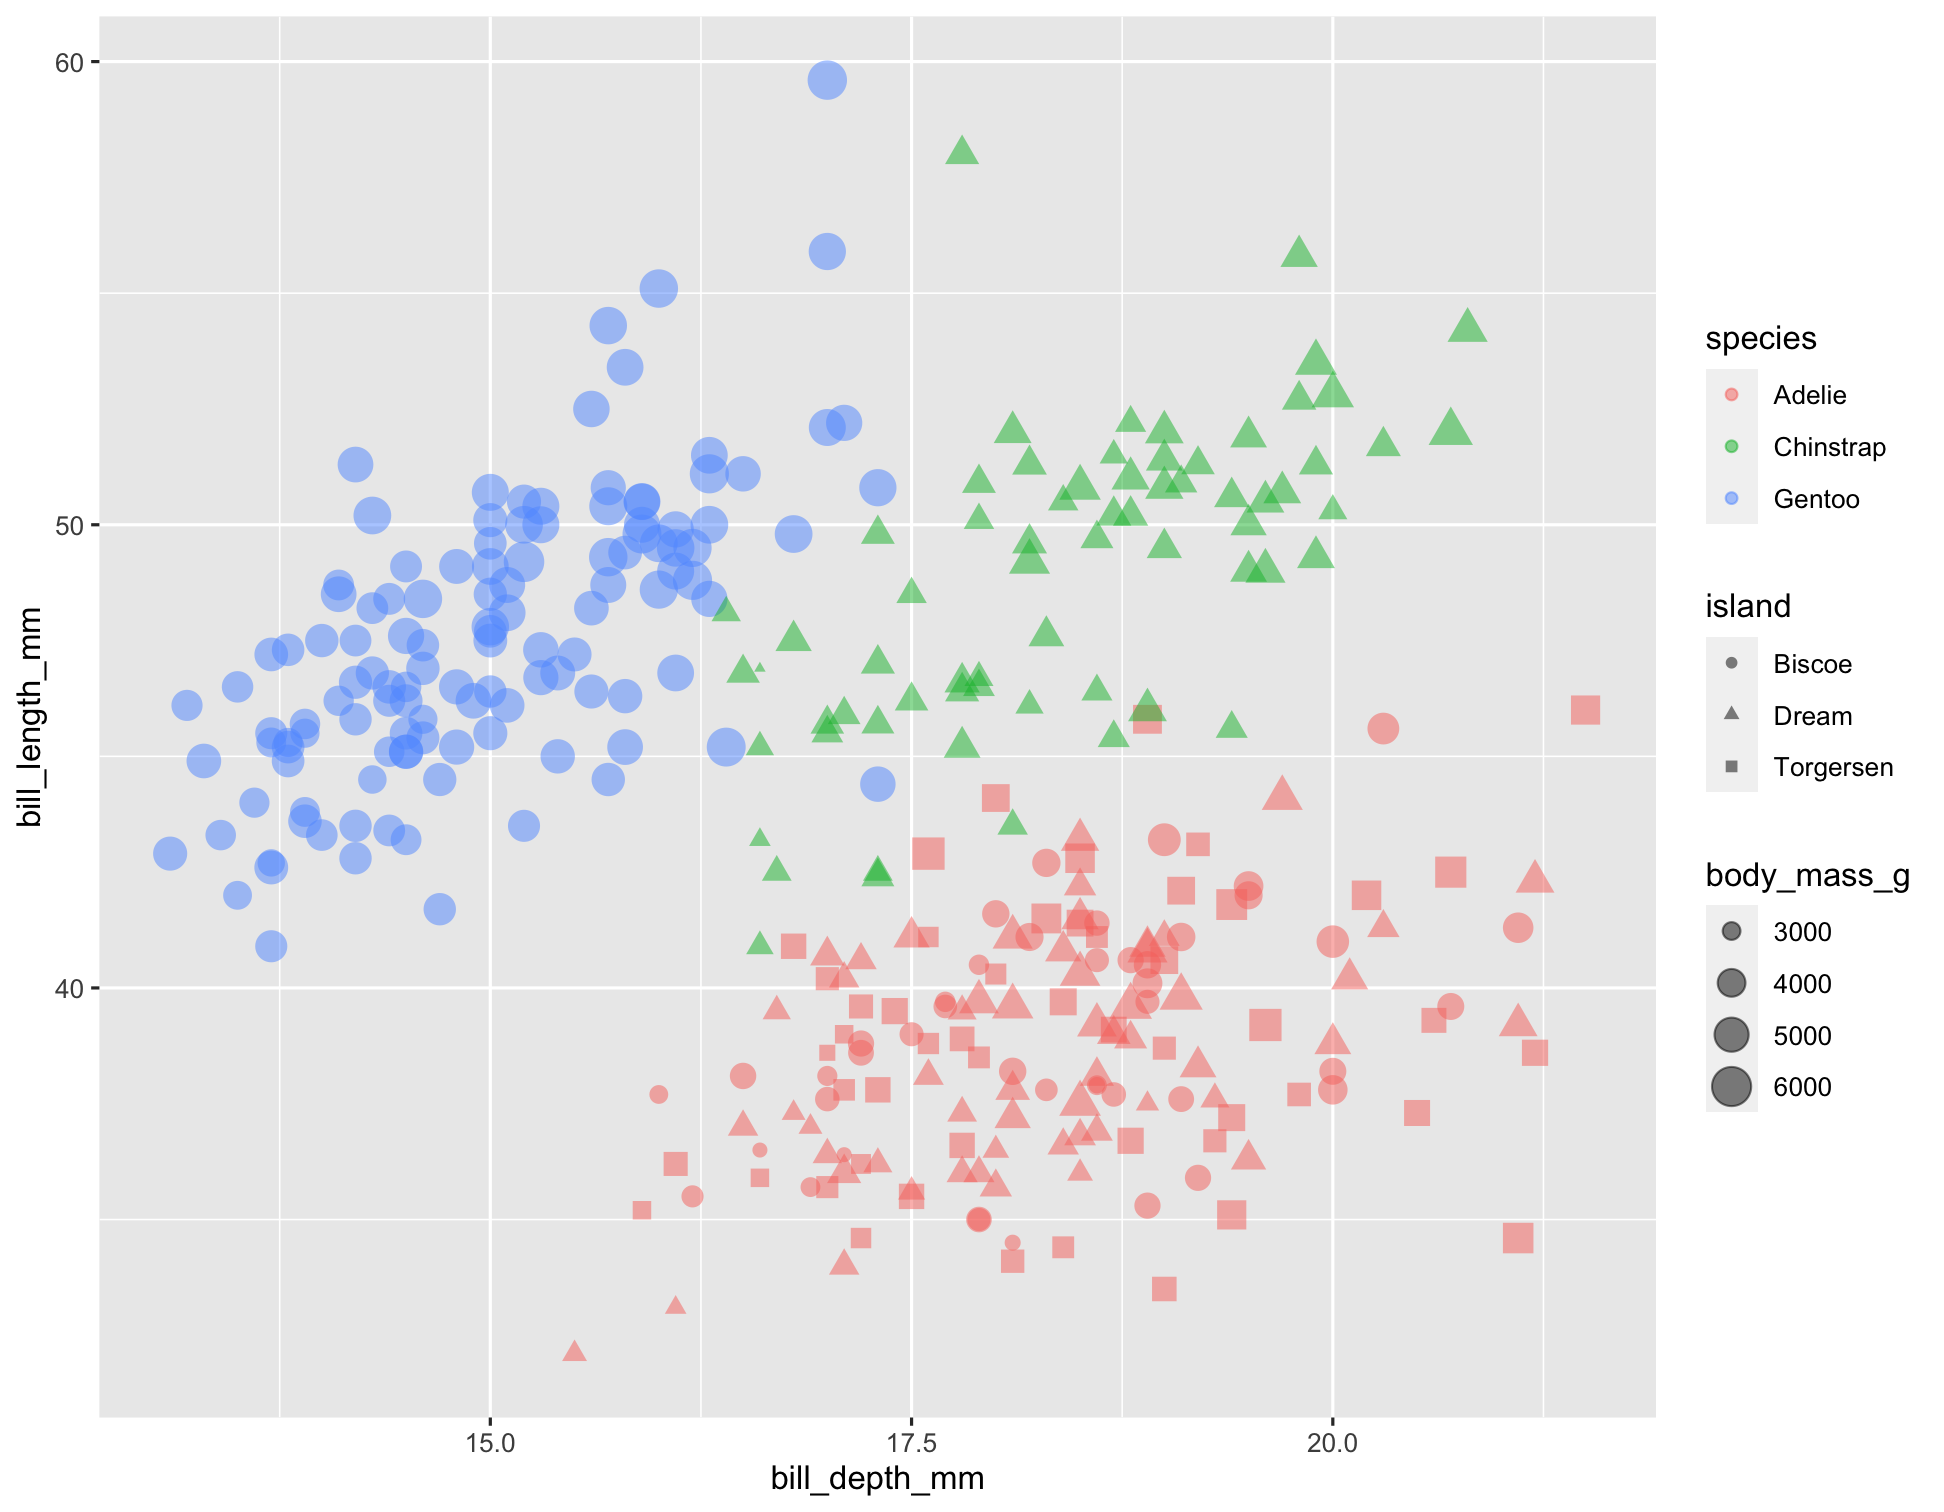 60
50
40
bill_length_mm
15.0
17.5
20.0
bill_depth_mm
species
Adelie
Chinstrap
Gentoo
island
Biscoe
Dream
Torgersen
body_mass_g
3000
4000
5000
6000